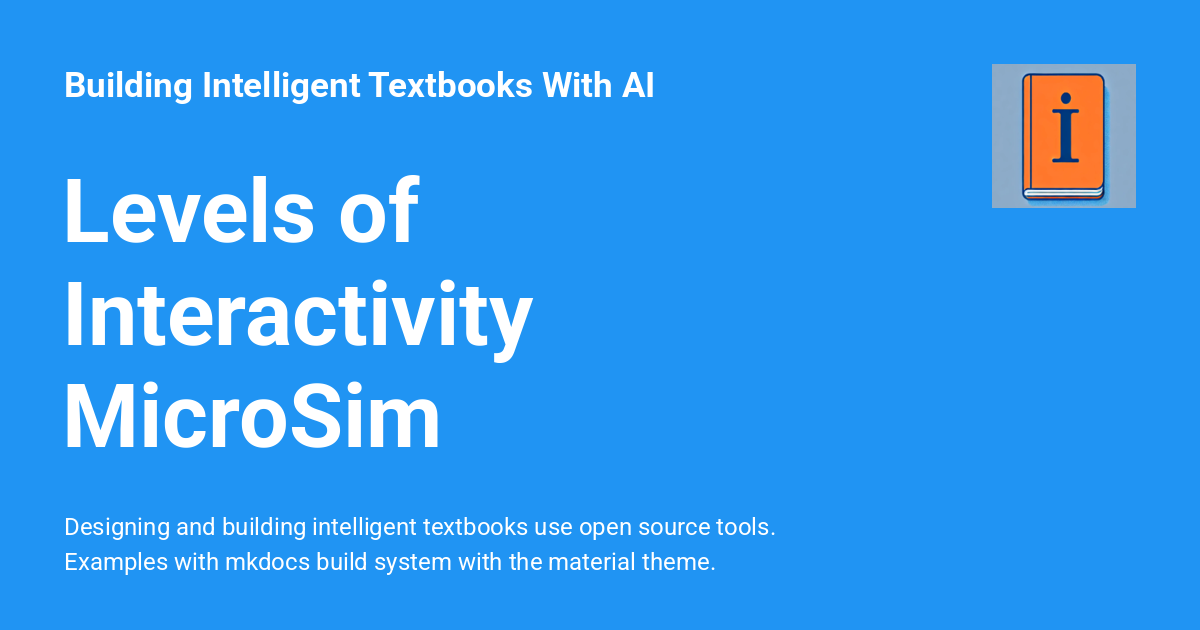 Building Intelligent Textbooks With AI
i
Levels of
Interactivity
MicroSim
Designing and building intelligent textbooks use open source tools.
Examples with mkdocs build system with the material theme.